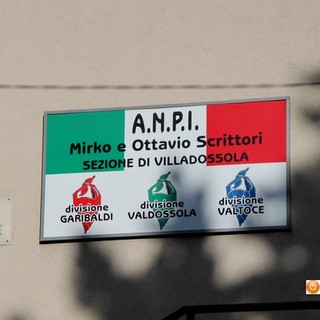 A.N.P.I.
Mirko e Ottavio Scrittori
SEZIONE DI VILLADOSSOLA
divisione
GARIBALDI
divisione
VALDOSSOLA
divisione
VALTOCE